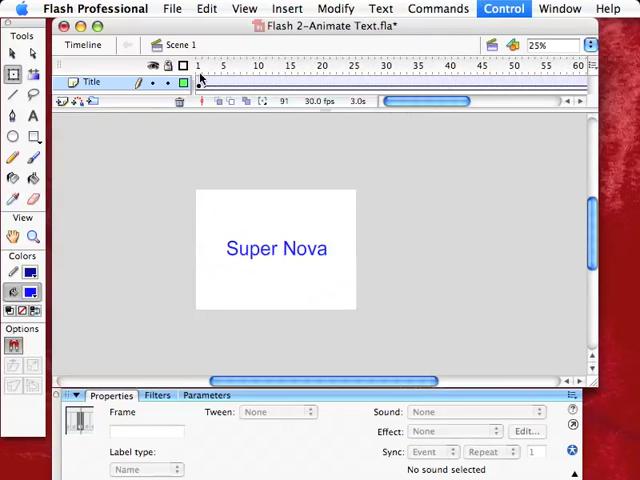 Flash Professional File Edit View Insert Modify Text Commands Control Window Help
Tools
Flash 2-Animate Text.fla*
Timeline Scene 1 25%
1 5 10 15 20 25 30 35 40 45 50 55 60
Title
91 30.0 fps 3.0s
Super Nova
View
Colors
Options
Properties Filters Parameters
Frame Tween: None Sound: None
Effect: None Edit...
Label type: Sync: Event Repeat 1
Name No sound selected